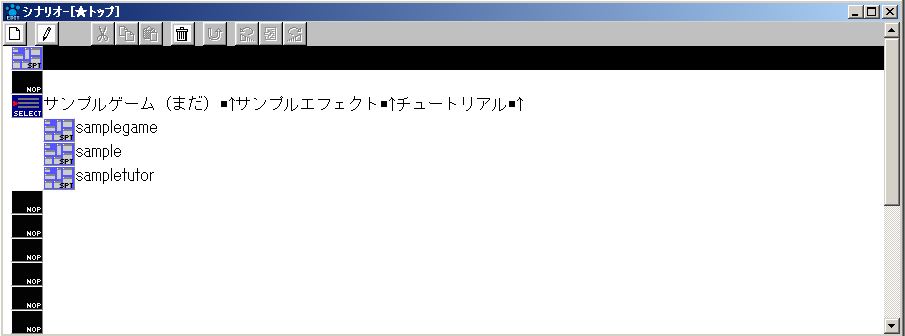 EDIT シナリオ-[★トップ]
SPT
NOP
SELECT サンプルゲーム（まだ）■↑サンプルエフェクト■↑チュートリアル■↑
SPT samplegame
SPT sample
SPT sampletutor
NOP
NOP
NOP
NOP
NOP
NOP